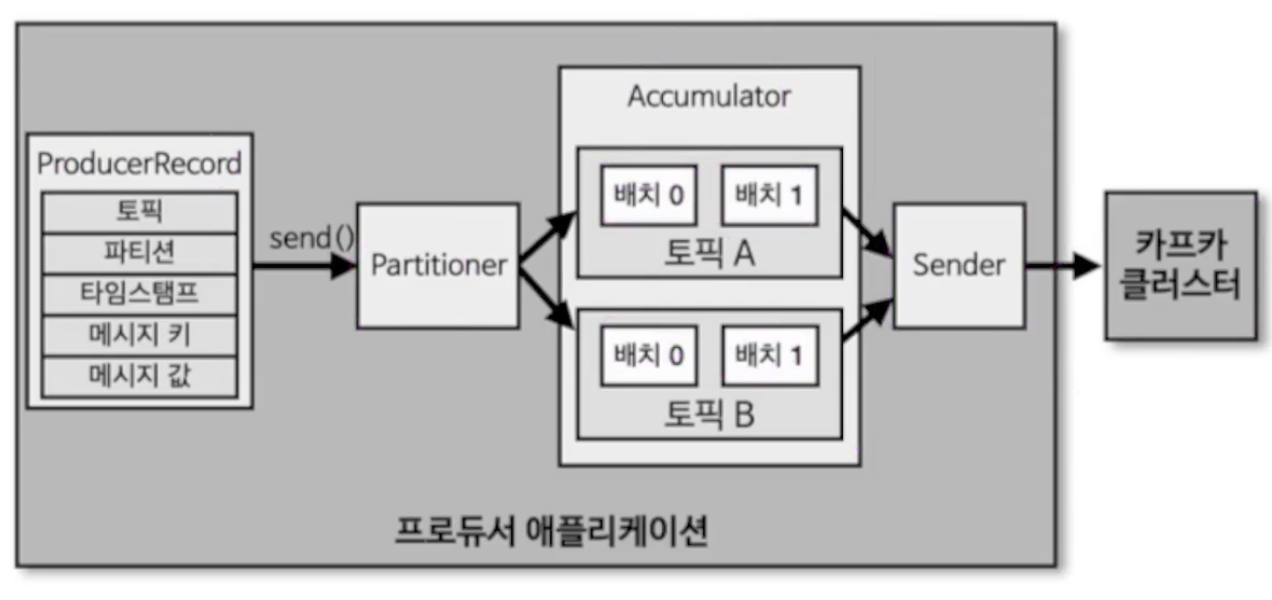 ProducerRecord
토픽
파티션
타임스탬프
메시지 키
메시지 값
send()
Partitioner
Accumulator
배치 0
배치 1
토픽 A
배치 0
배치 1
토픽 B
Sender
카프카
클러스터
프로듀서 애플리케이션